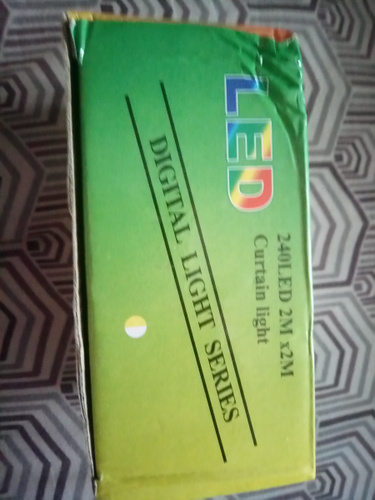 LED
240LED 2M x2M
Curtain light
DIGITAL LIGHT SERIES